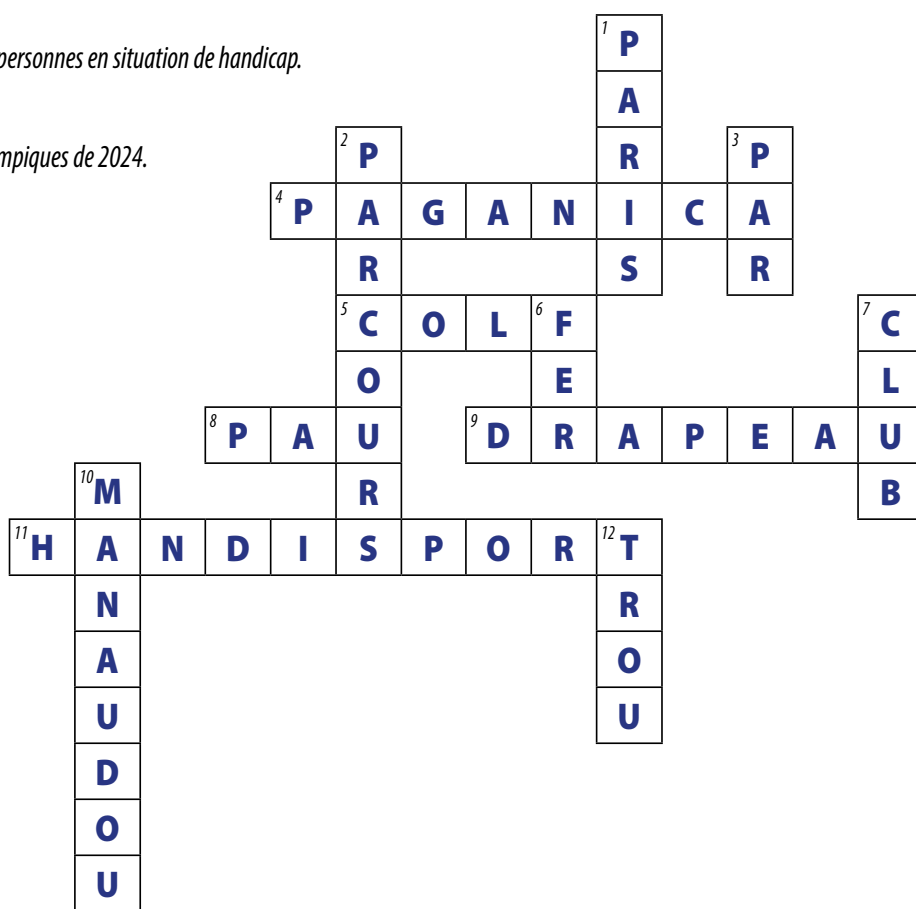 1 P
personnes en situation de handicap.
A
mpiques de 2024. 2 P R 3 P
4 P A G A N I C A
R S R
5 C O L 6 F 7 C
O E L
8 P A U 9 D R A P E A U
10 M R B
11 H A N D I S P O R 12 T
N R
A O
U U
D
O
U